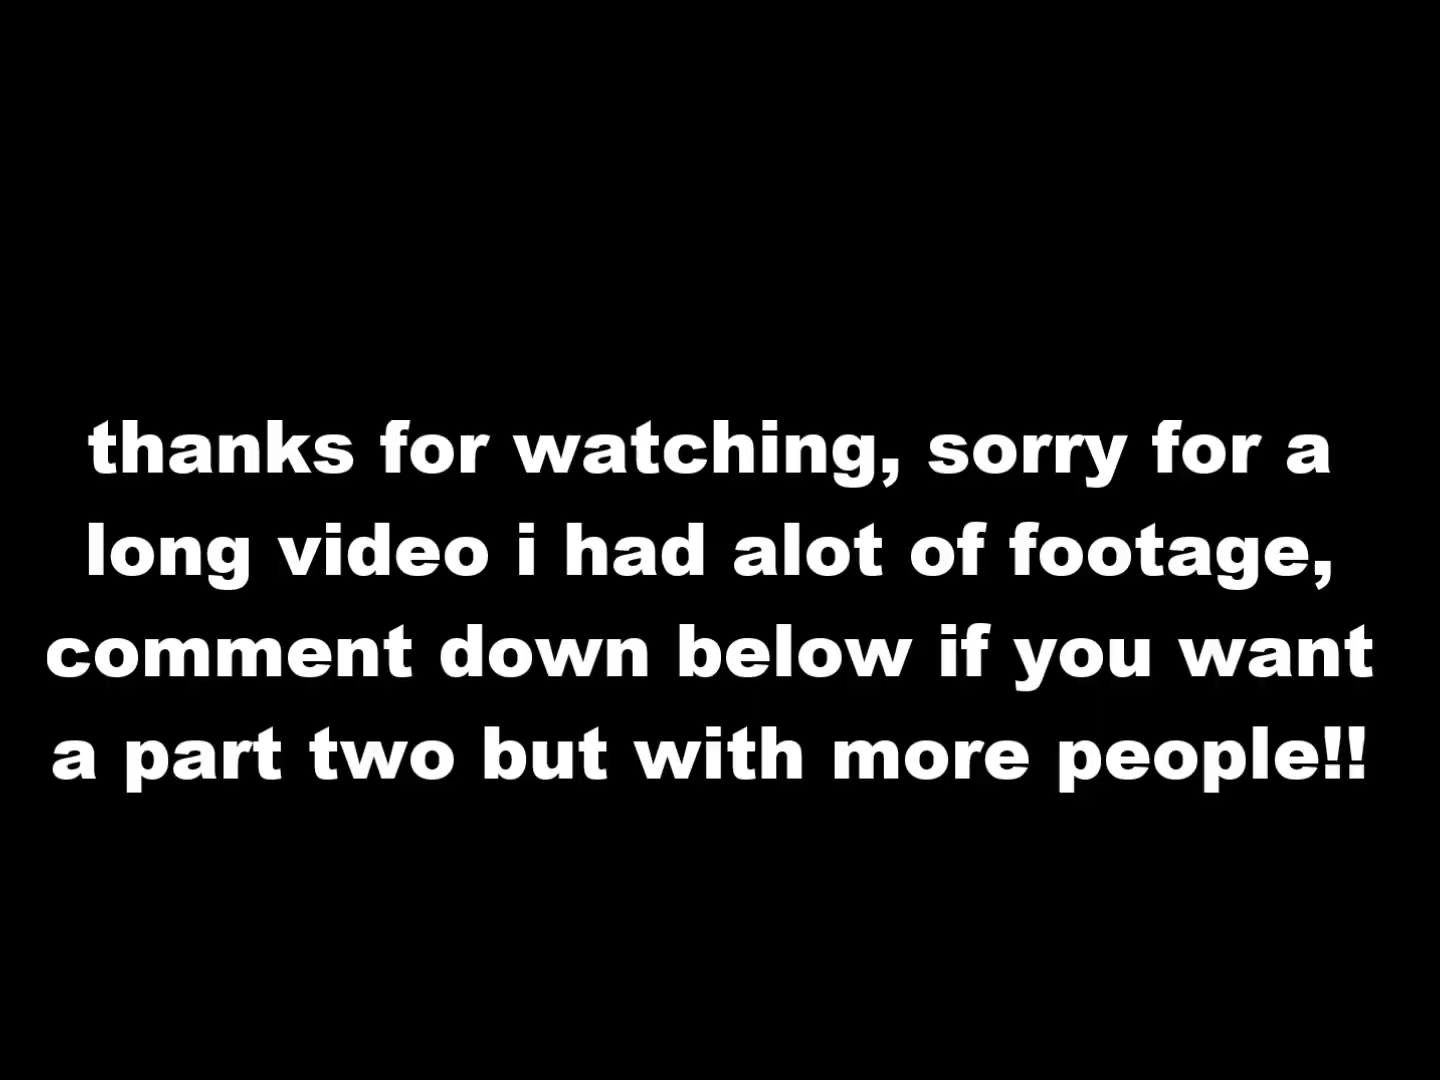 thanks for watching, sorry for a
long video i had alot of footage,
comment down below if you want
a part two but with more people!!